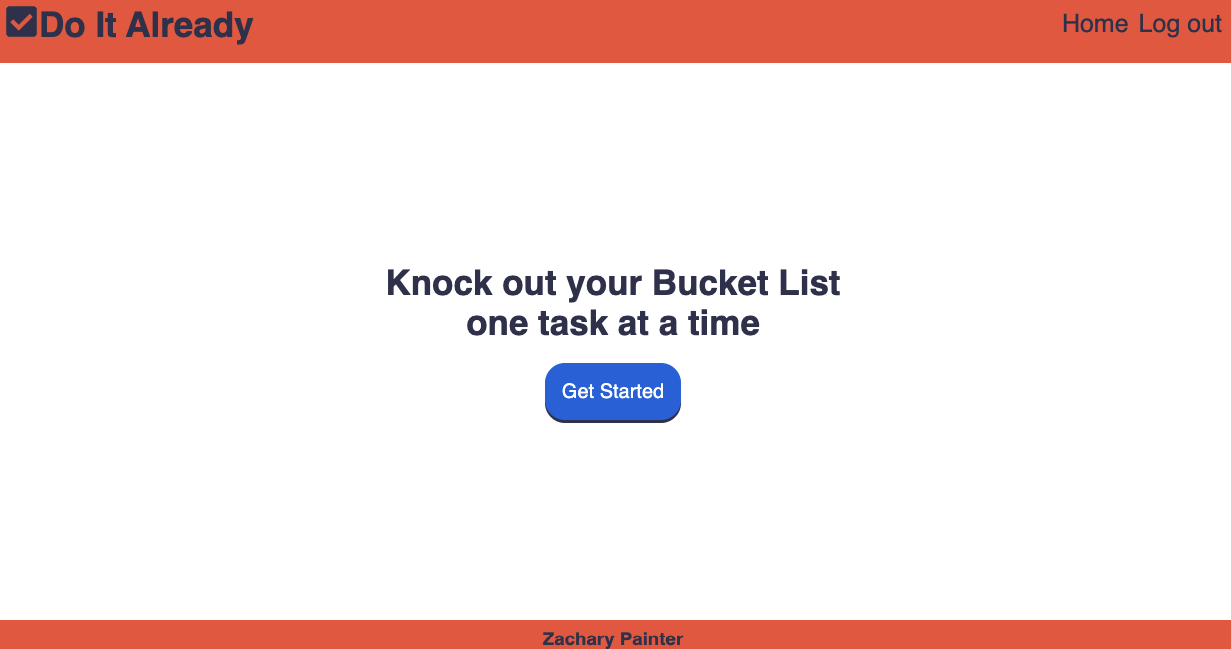 Do It Already
Home Log out
Knock out your Bucket List
one task at a time
Get Started
Zachary Painter